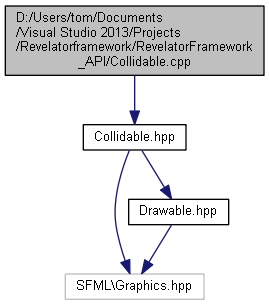 D:/Users/tom/Documents
/Visual Studio 2013/Projects
/Revelatorframework/RevelatorFramework
_API/Collidable.cpp
Collidable.hpp
Drawable.hpp
SFML\Graphics.hpp